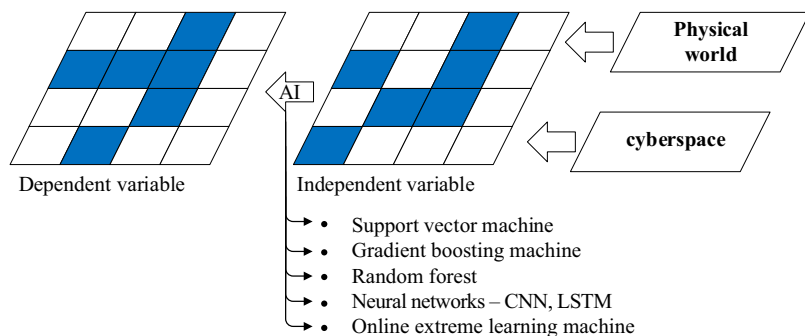 Physical
world
AI
cyberspace
Dependent variable
Independent variable
• Support vector machine
• Gradient boosting machine
• Random forest
• Neural networks – CNN, LSTM
• Online extreme learning machine